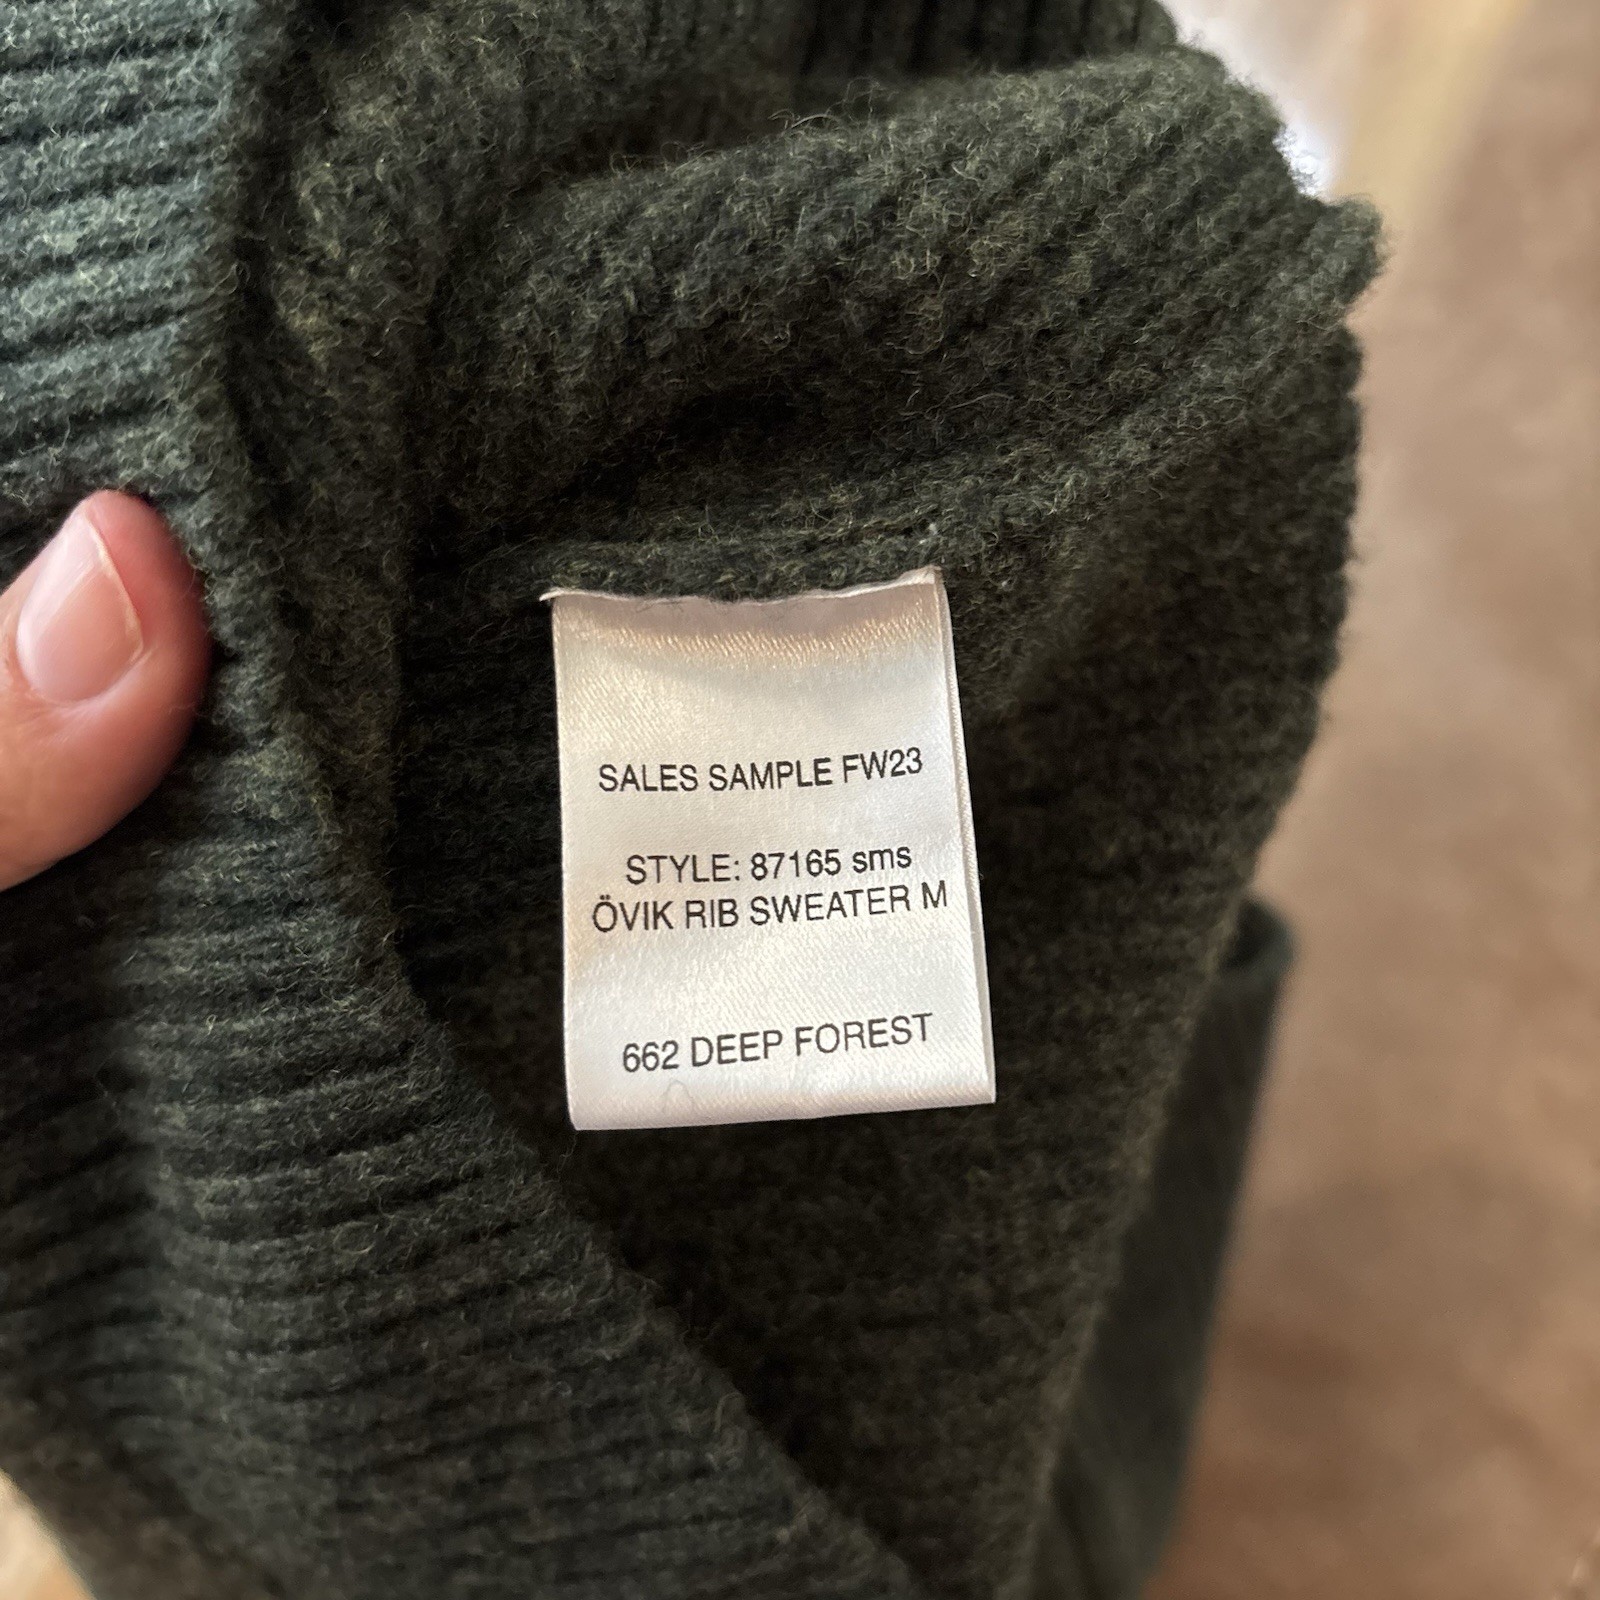 SALES SAMPLE FW23
STYLE: 87165 sms
ÖVIK RIB SWEATER M
662 DEEP FOREST